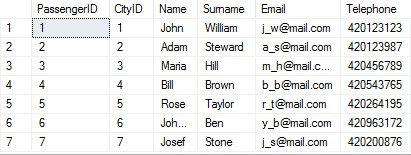 PassengerID CityID Name Surname Email Telephone
1 1 1 John William j_w@mail.com 420123123
2 2 2 Adam Steward a_s@mail.com 420123987
3 3 3 Maria Hill m_h@mail.c... 420456789
4 4 4 Bill Brown b_b@mail.com 420543765
5 5 5 Rose Taylor r_t@mail.com 420264195
6 6 6 Joh... Ben y_b@mail.com 420963172
7 7 7 Josef Stone j_s@mail.com 420200876